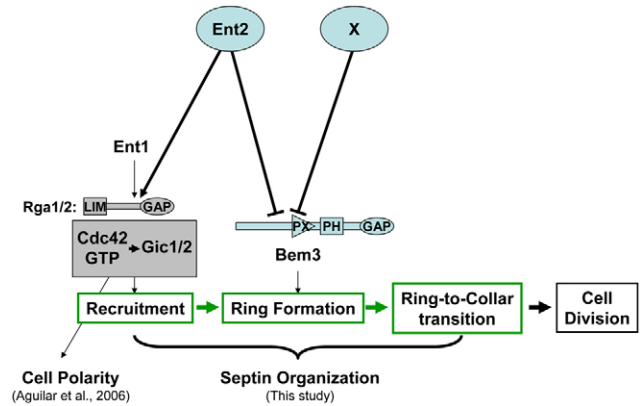 Ent2
X
Ent1
Rga1/2: LIM GAP
PX PH GAP
Cdc42
GTP
Gic1/2
Bem3
Recruitment
Ring Formation
Ring-to-Collar
transition
Cell
Division
Cell Polarity
(Aguilar et al., 2006)
Septin Organization
(This study)